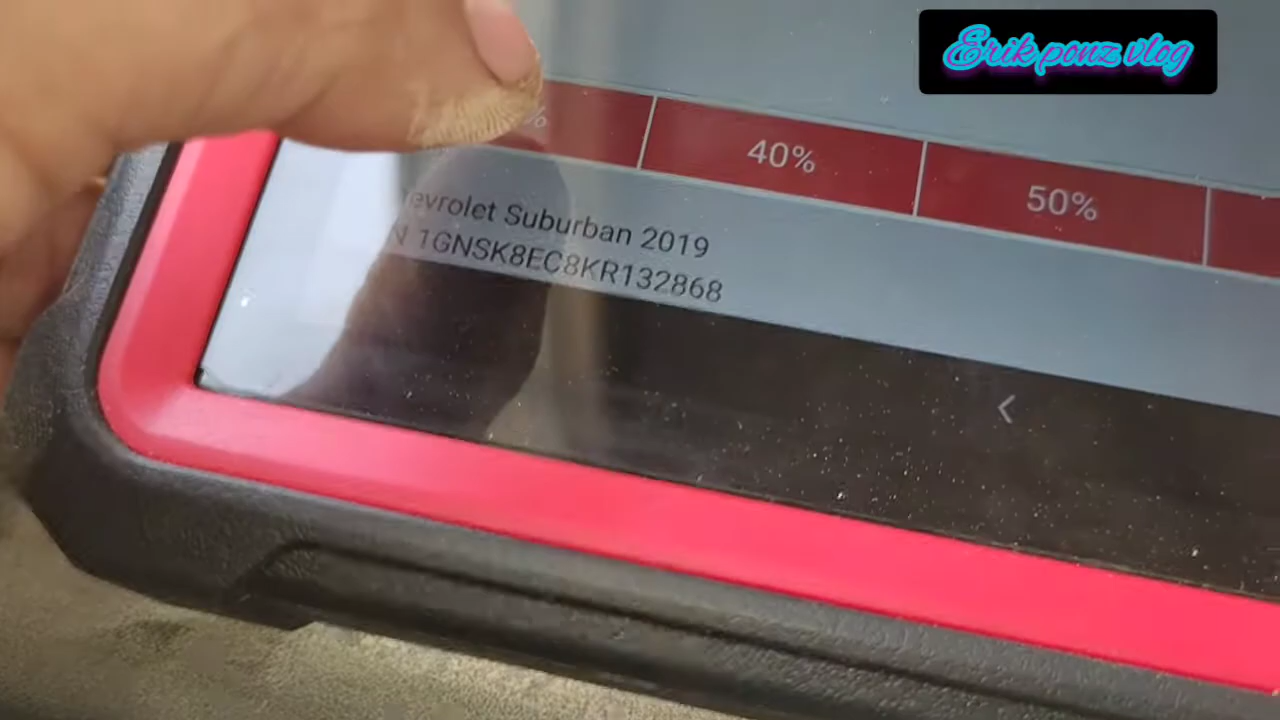 Erik ponz vlog
%
40%
50%
evrolet Suburban 2019
N 1GNSK8EC8KR132868